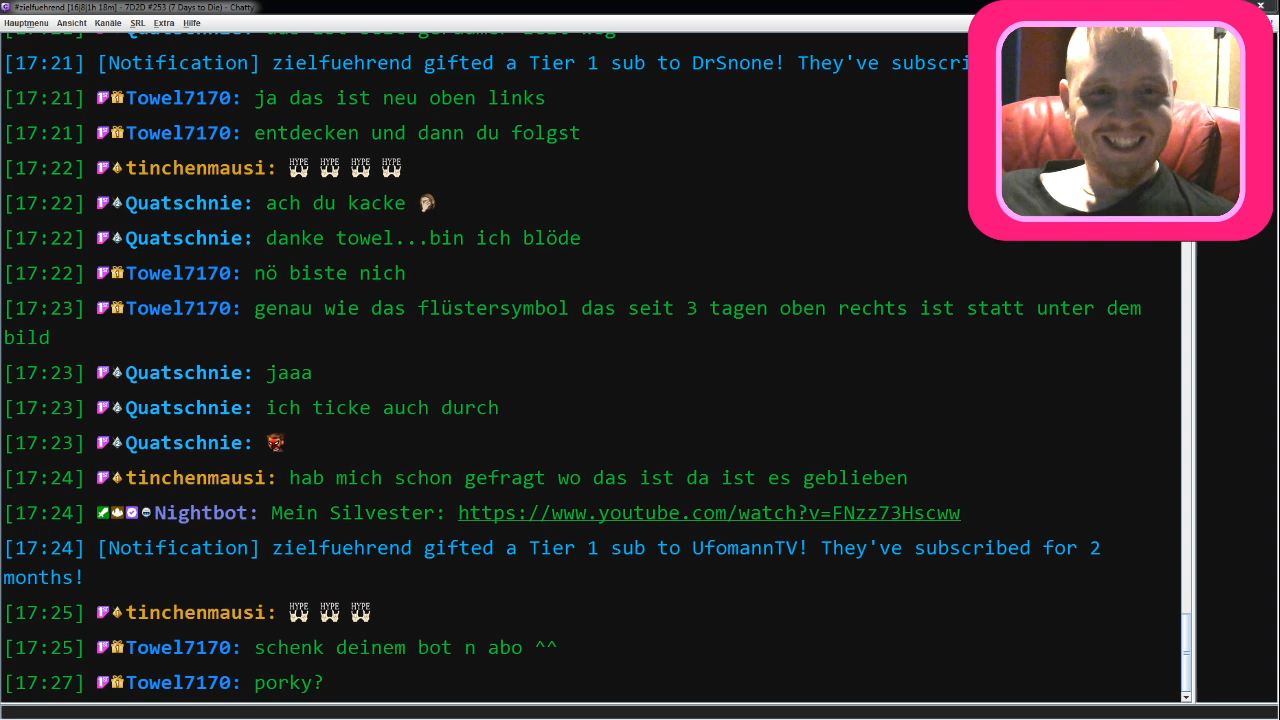 #zielfuehrend [16|8|1h 18m] - 7D2D #253 (7 Days to Die) - Chatty
Hauptmenu Ansicht Kanäle SRL Extra Hilfe
[17:21] [Notification] zielfuehrend gifted a Tier 1 sub to DrSnone! They've subscri
[17:21] Towel7170: ja das ist neu oben links
[17:21] Towel7170: entdecken und dann du folgst
[17:22] tinchenmausi: HYPE HYPE HYPE HYPE
[17:22] Quatschnie: ach du kacke
[17:22] Quatschnie: danke towel...bin ich blöde
[17:22] Towel7170: nö biste nich
[17:23] Towel7170: genau wie das flüstersymbol das seit 3 tagen oben rechts ist statt unter dem
bild
[17:23] Quatschnie: jaaa
[17:23] Quatschnie: ich ticke auch durch
[17:23] Quatschnie:
[17:24] tinchenmausi: hab mich schon gefragt wo das ist da ist es geblieben
[17:24] Nightbot: Mein Silvester: https://www.youtube.com/watch?v=FNzz73Hscww
[17:24] [Notification] zielfuehrend gifted a Tier 1 sub to UfomannTV! They've subscribed for 2
months!
[17:25] tinchenmausi: HYPE HYPE HYPE
[17:25] Towel7170: schenk deinem bot n abo ^^
[17:27] Towel7170: porky?